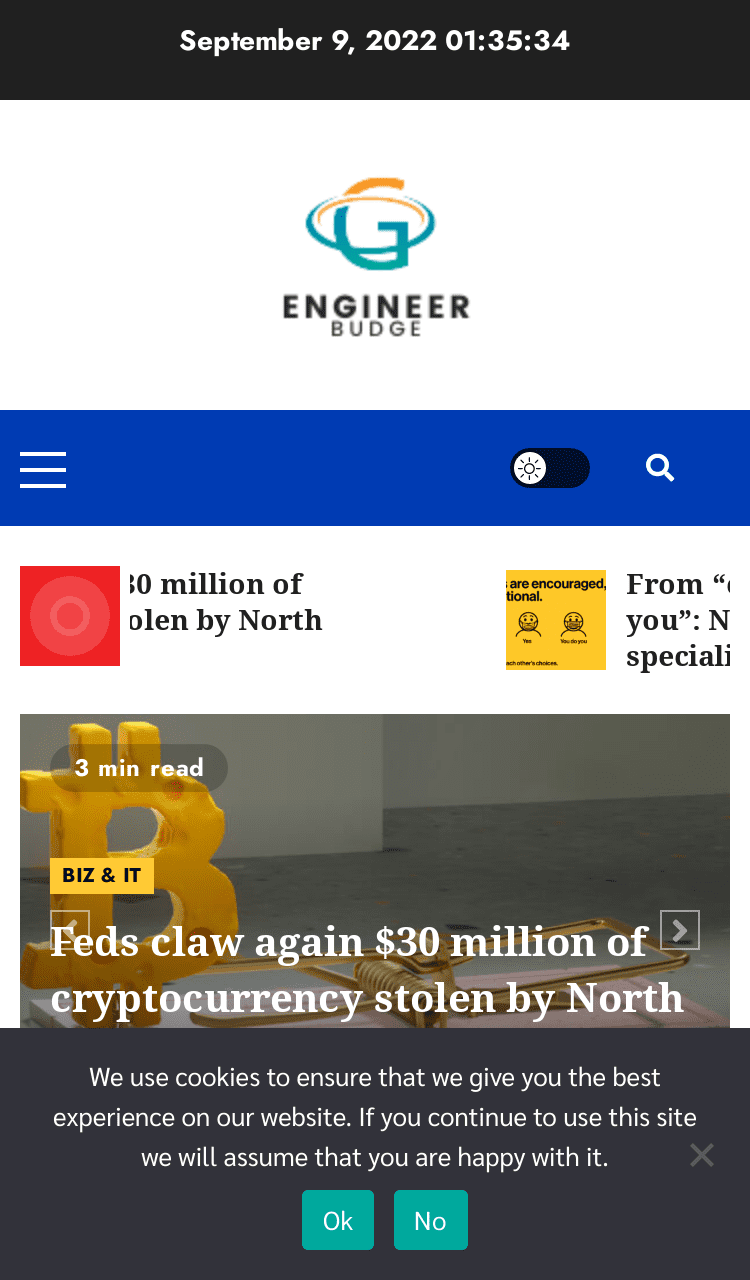 September 9, 2022 01:35:34
ENGINEER
BUDGE
30 million of
olen by North
s are encouraged,
tional.
Yes
You do you
ach other's choices.
From “
you”: N
speciali
3 min read
BIZ & IT
Feds claw again $30 million of
cryptocurrency stolen by North
We use cookies to ensure that we give you the best
experience on our website. If you continue to use this site
we will assume that you are happy with it.
Ok
No